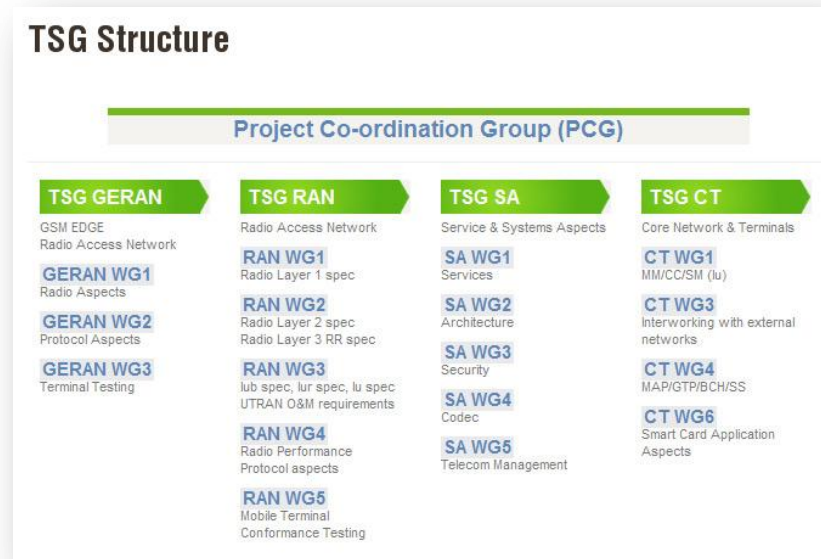 TSG Structure
Project Co-ordination Group (PCG)
TSG GERAN
GSM EDGE
Radio Access Network
GERAN WG1
Radio Aspects
GERAN WG2
Protocol Aspects
GERAN WG3
Terminal Testing
TSG RAN
Radio Access Network
RAN WG1
Radio Layer 1 spec
RAN WG2
Radio Layer 2 spec
Radio Layer 3 RR spec
RAN WG3
Iub spec, Iur spec, Iu spec
UTRAN O&M requirements
RAN WG4
Radio Performance
Protocol aspects
RAN WG5
Mobile Terminal
Conformance Testing
TSG SA
Service & Systems Aspects
SA WG1
Services
SA WG2
Architecture
SA WG3
Security
SA WG4
Codec
SA WG5
Telecom Management
TSG CT
Core Network & Terminals
CT WG1
MM/CC/SM (Iu)
CT WG3
Interworking with external
networks
CT WG4
MAP/GTP/BCH/SS
CT WG6
Smart Card Application
Aspects